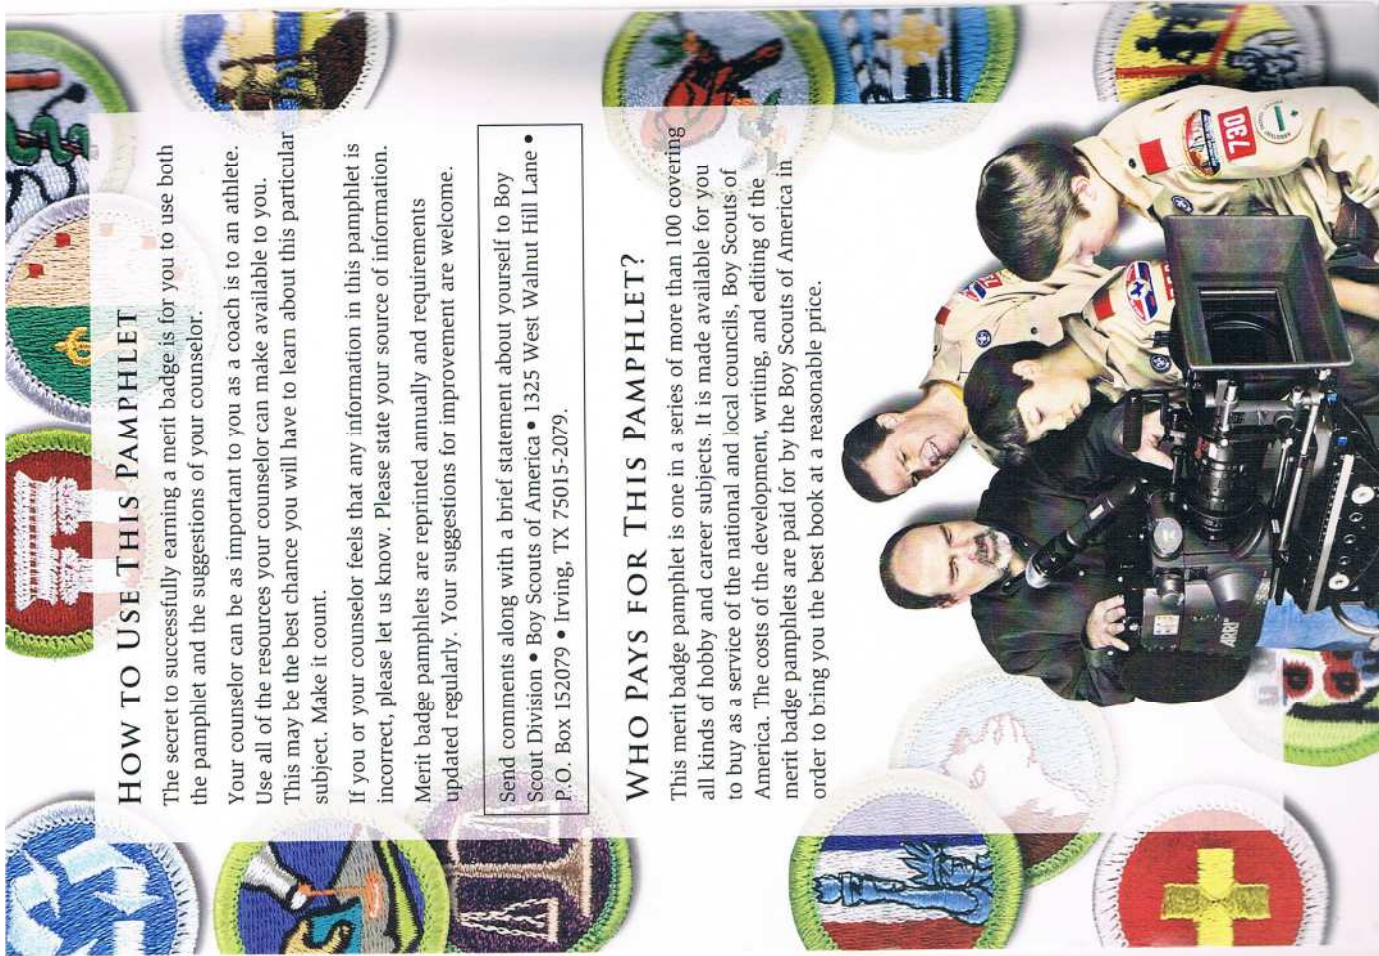 HOW TO USE THIS PAMPHLET
The secret to successfully earning a merit badge is for you to use both
the pamphlet and the suggestions of your counselor.
Your counselor can be as important to you as a coach is to an athlete.
Use all of the resources your counselor can make available to you.
This may be the best chance you will have to learn about this particular
subject. Make it count.
If you or your counselor feels that any information in this pamphlet is
incorrect, please let us know. Please state your source of information.
Merit badge pamphlets are reprinted annually and requirements
updated regularly. Your suggestions for improvement are welcome.
Send comments along with a brief statement about yourself to Boy
Scout Division • Boy Scouts of America • 1325 West Walnut Hill Lane •
P.O. Box 152079 • Irving, TX 75015-2079.
WHO PAYS FOR THIS PAMPHLET?
This merit badge pamphlet is one in a series of more than 100 covering
all kinds of hobby and career subjects. It is made available for you
to buy as a service of the national and local councils, Boy Scouts of
America. The costs of the development, writing, and editing of the
merit badge pamphlets are paid for by the Boy Scouts of America in
order to bring you the best book at a reasonable price.
730
ARRI